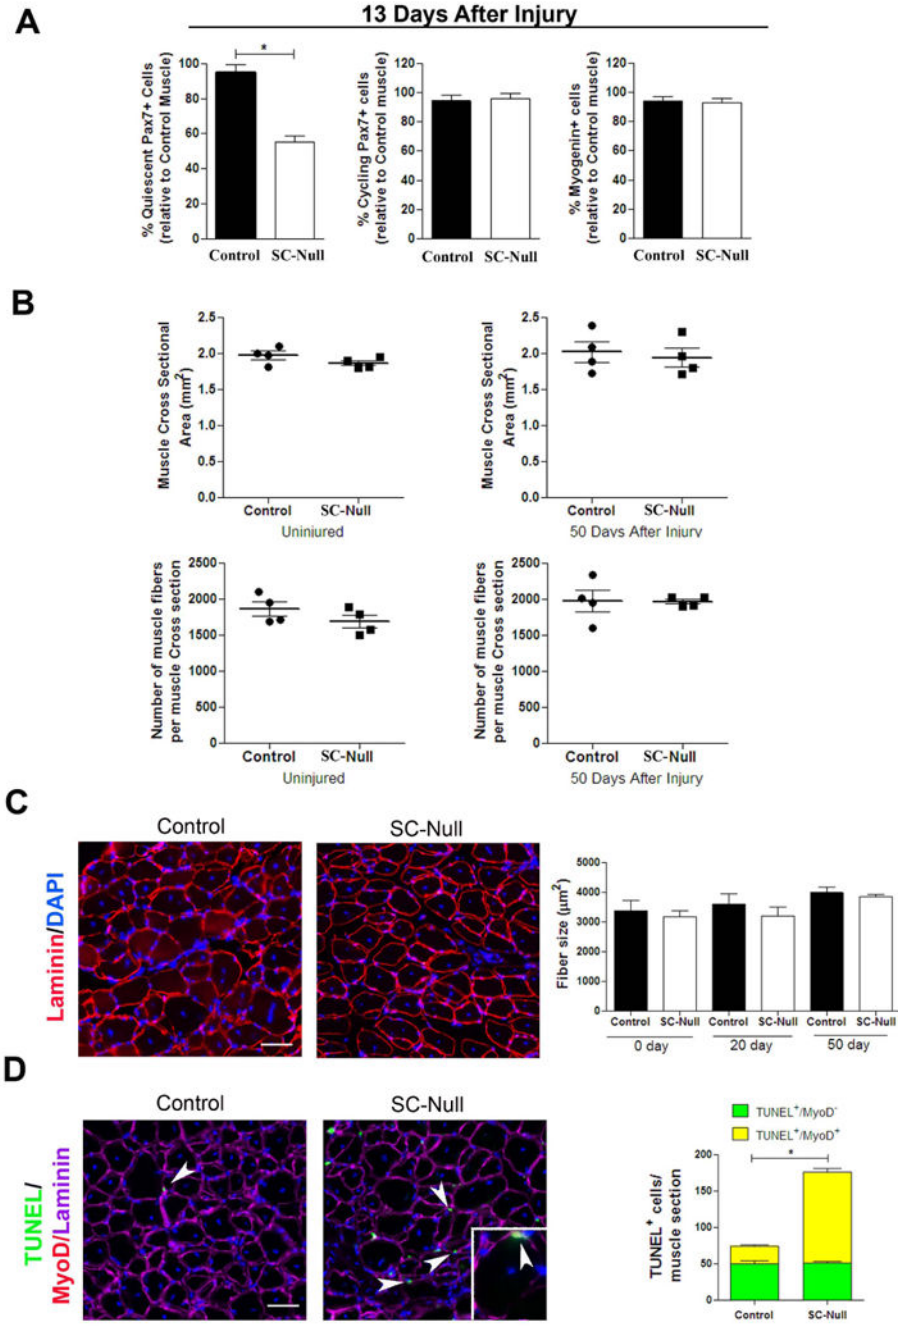 A
13 Days After Injury
% Quiescent Pax7+ Cells
(relative to Control Muscle)
100
80
60
40
20
0
*
Control SC-Null
% Cycling Pax7+ cells
(relative to Control muscle)
120
100
80
60
40
20
0
Control SC-Null
% Myogenin+ cells
(relative to Control muscle)
120
100
80
60
40
20
0
Control SC-Null
B
Muscle Cross Sectional
Area (mm²)
2.5
2.0
1.5
1.0
0.5
0.0
Control SC-Null
Uninjured
Muscle Cross Sectional
Area (mm²)
2.5
2.0
1.5
1.0
0.5
0.0
Control SC-Null
50 Days After Injury
Number of muscle fibers
per muscle Cross section
2500
2000
1500
1000
500
0
Control SC-Null
Uninjured
Number of muscle fibers
per muscle Cross section
2500
2000
1500
1000
500
0
Control SC-Null
50 Days After Injury
C
Control SC-Null
Laminin/DAPI
Fiber size (µm²)
5000
4000
3000
2000
1000
0
Control SC-Null Control SC-Null Control SC-Null
0 day 20 day 50 day
D
Control SC-Null
TUNEL/
MyoD/Laminin
TUNEL⁺/MyoD⁻
TUNEL⁺/MyoD⁺
TUNEL⁺ cells/
muscle section
200
150
100
50
0
*
Control SC-Null